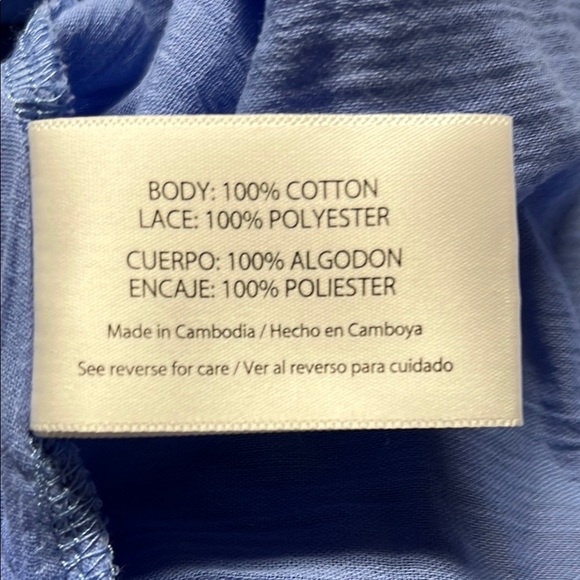 BODY: 100% COTTON
LACE: 100% POLYESTER
CUERPO: 100% ALGODON
ENCAJE: 100% POLIESTER
Made in Cambodia / Hecho en Camboya
See reverse for care / Ver al reverso para cuidado